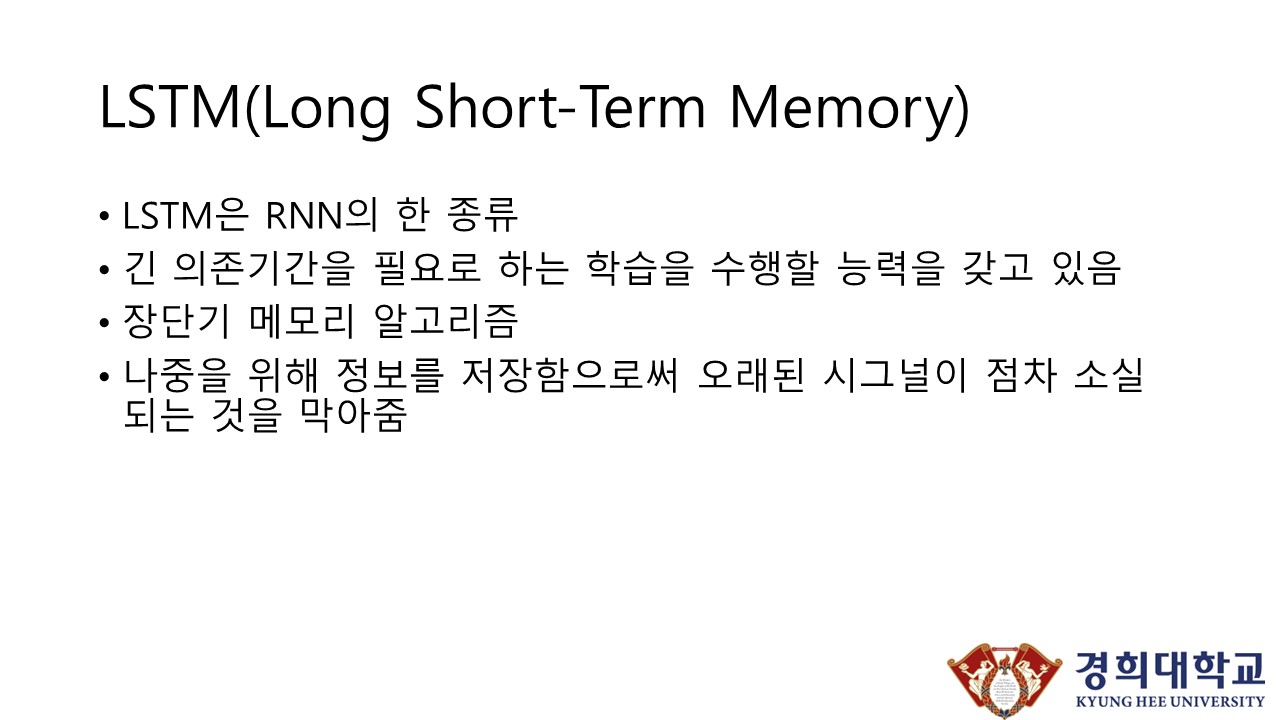 LSTM(Long Short-Term Memory)
• LSTM은 RNN의 한 종류
• 긴 의존기간을 필요로 하는 학습을 수행할 능력을 갖고 있음
• 장단기 메모리 알고리즘
• 나중을 위해 정보를 저장함으로써 오래된 시그널이 점차 소실
되는 것을 막아줌
경희대학교
KYUNG HEE UNIVERSITY